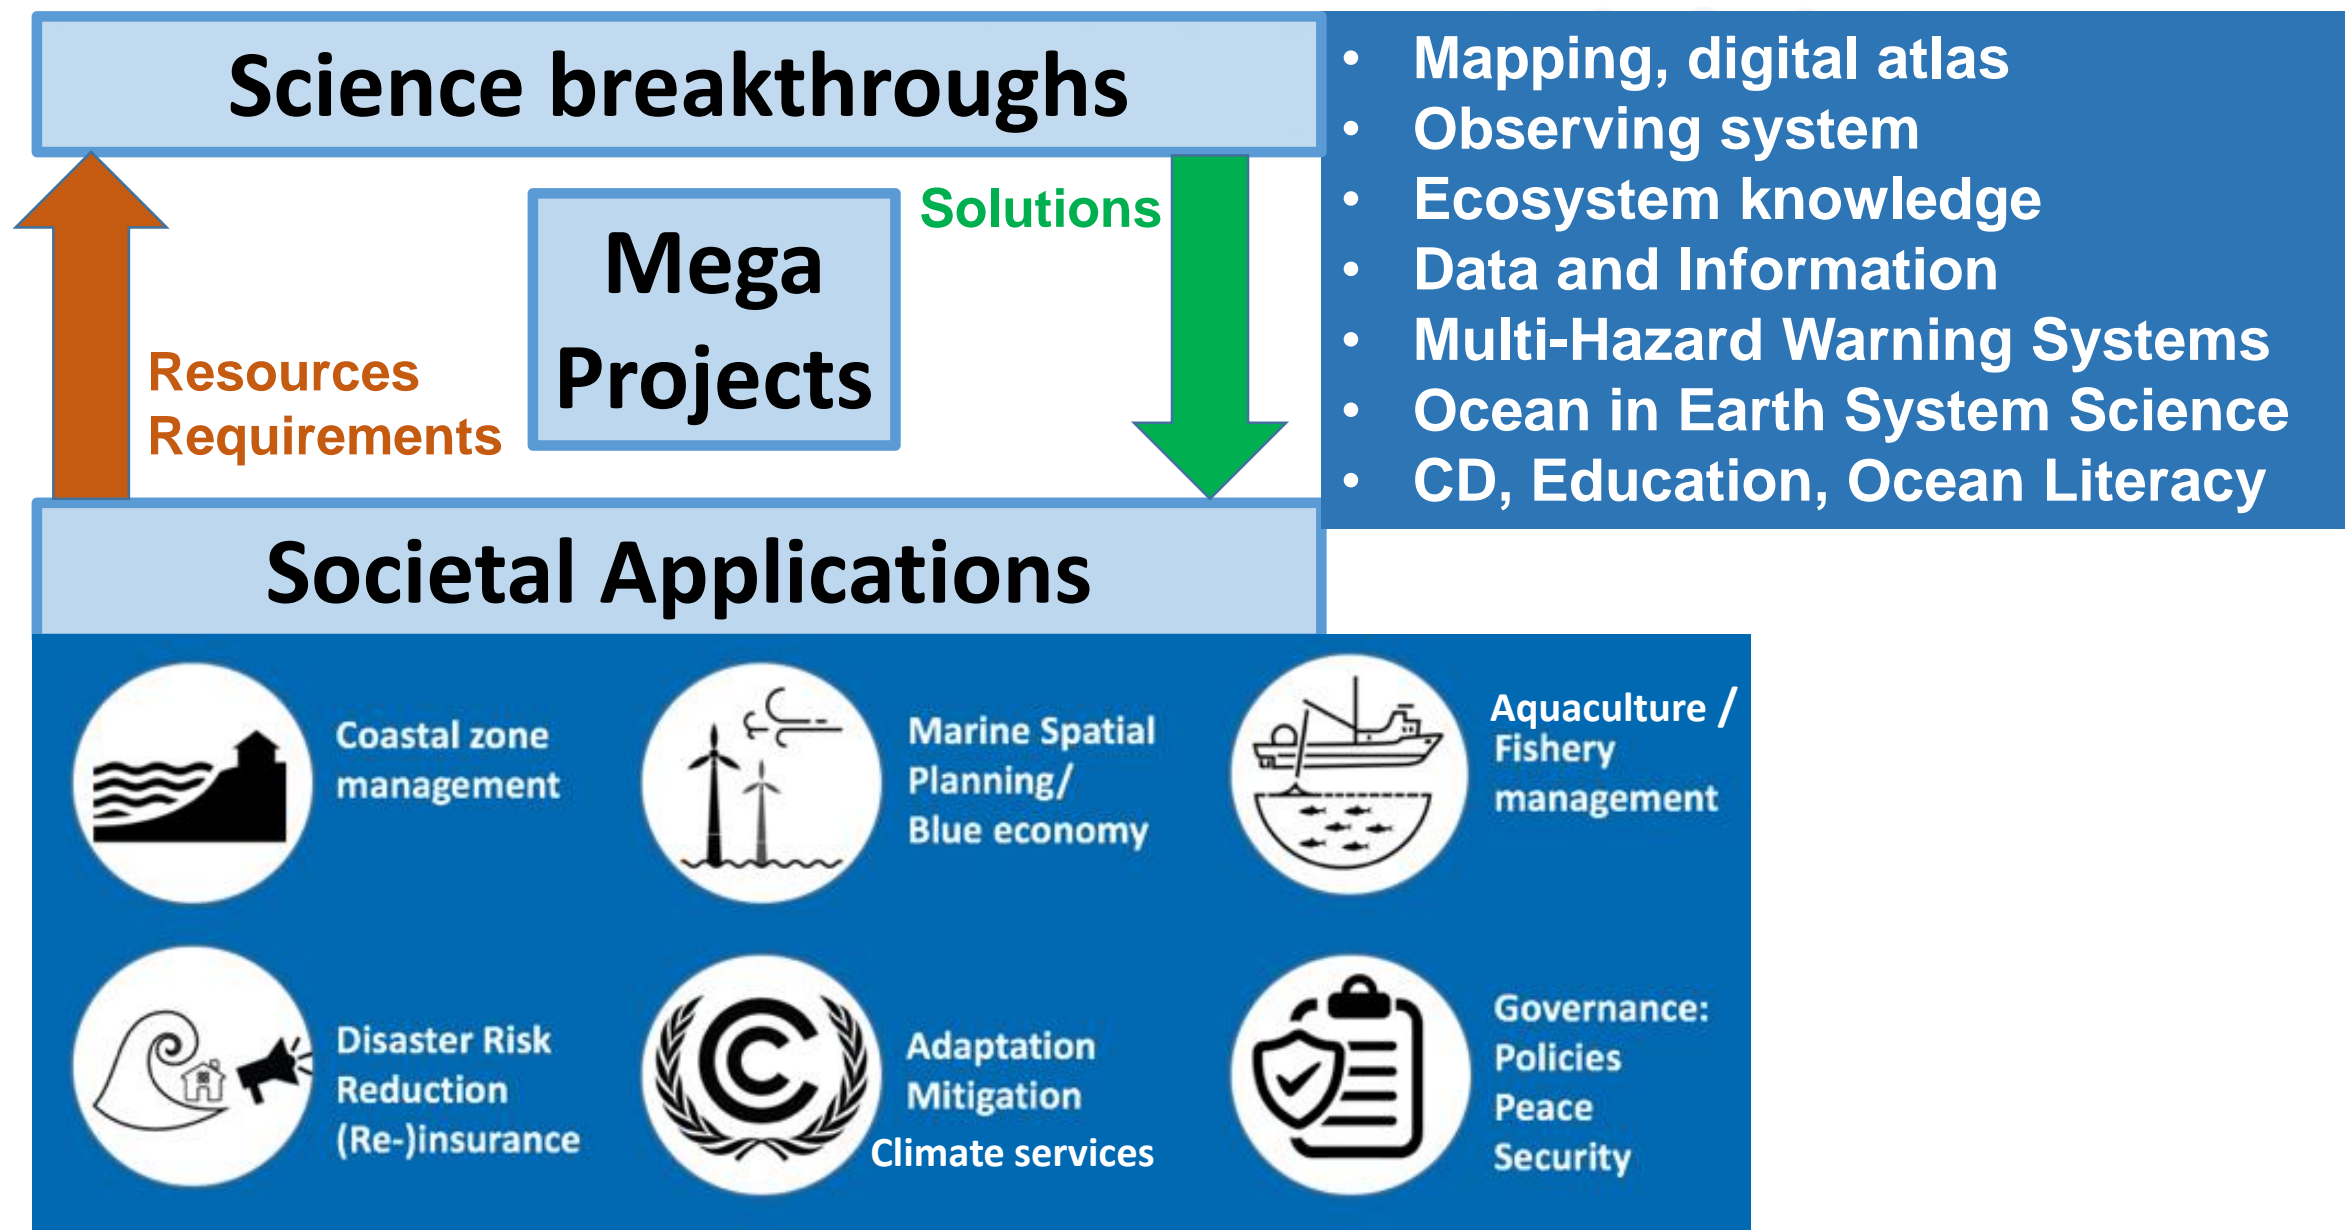 Science breakthroughs
• Mapping, digital atlas
• Observing system
• Ecosystem knowledge
• Data and Information
• Multi-Hazard Warning Systems
• Ocean in Earth System Science
• CD, Education, Ocean Literacy
Solutions
Mega
Projects
Resources
Requirements
Societal Applications
Coastal zone
management
Marine Spatial
Planning/
Blue economy
Aquaculture /
Fishery
management
Disaster Risk
Reduction
(Re-)insurance
Adaptation
Mitigation
Climate services
Governance:
Policies
Peace
Security